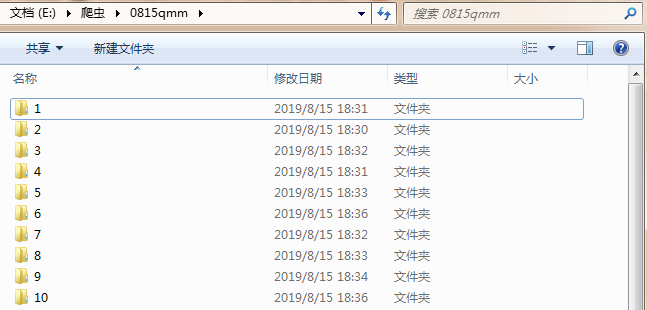 文档 (E:) 爬虫 0815qmm 搜索 0815qmm
共享 新建文件夹
名称 修改日期 类型 大小
1 2019/8/15 18:31 文件夹
2 2019/8/15 18:30 文件夹
3 2019/8/15 18:32 文件夹
4 2019/8/15 18:31 文件夹
5 2019/8/15 18:33 文件夹
6 2019/8/15 18:36 文件夹
7 2019/8/15 18:32 文件夹
8 2019/8/15 18:33 文件夹
9 2019/8/15 18:34 文件夹
10 2019/8/15 18:36 文件夹